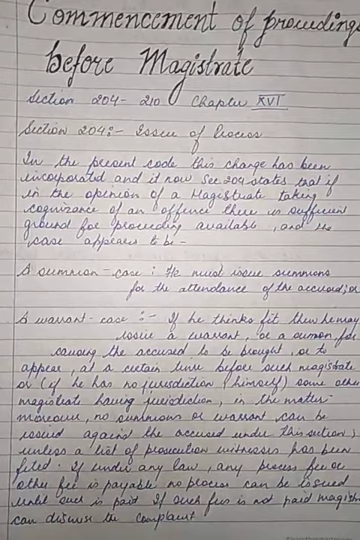 Commencement of proceedings
before Magistrate
Section 204 - 210 Chapter XVI
Section 204:- Issue of Process
In the present code this change has been
incorporated and it now Sec 204 states that if
in the opinion of a Magistrate taking
cognizance of an offence there is sufficient
ground for proceeding available, and the
case appears to be -
A summon - case : He must issue summons
for the attendance of the accused; or
A warrant - case :- If he thinks fit then he may
issue a warrant, or a summon for
causing the accused to be brought, or to
appear, at a certain time before such magistrate
or (if he has no jurisdiction himself) some other
magistrate having jurisdiction, in the matter
moreover, no summons or warrant can be
issued against the accused under this section,
unless a list of prosecution witnesses has been
filed. If under any law, any process fee or
other fee is payable no process can be issued
until such is paid If such fees is not paid magistr
can dismiss the complaint